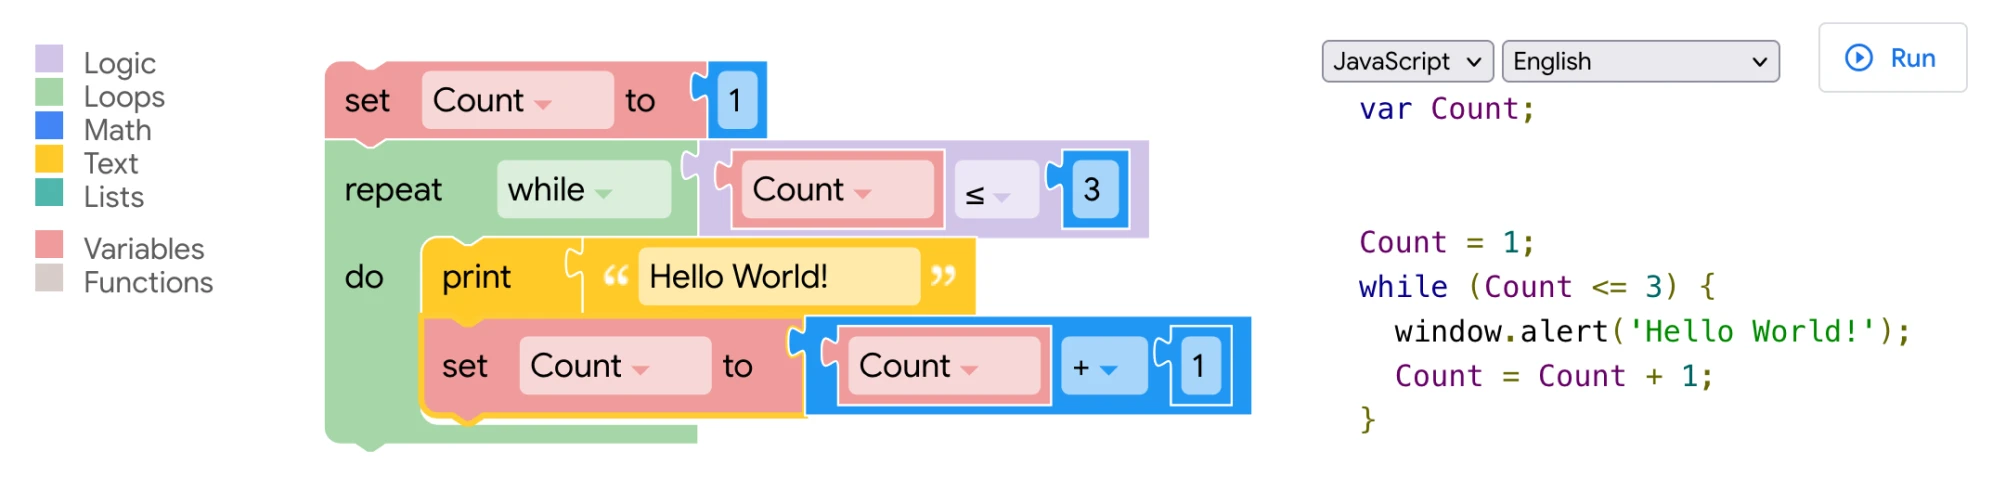 Logic
Loops
Math
Text
Lists
Variables
Functions
set Count to 1
repeat while Count ≤ 3
do print “ Hello World! ”
set Count to Count + 1
JavaScript English Run
var Count;
Count = 1;
while (Count <= 3) {
window.alert('Hello World!');
Count = Count + 1;
}